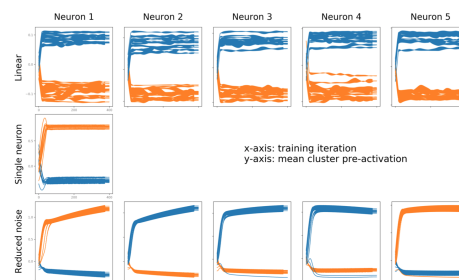 Neuron 1 Neuron 2 Neuron 3 Neuron 4 Neuron 5
Linear
Single neuron
x-axis: training iteration
y-axis: mean cluster pre-activation
Reduced noise